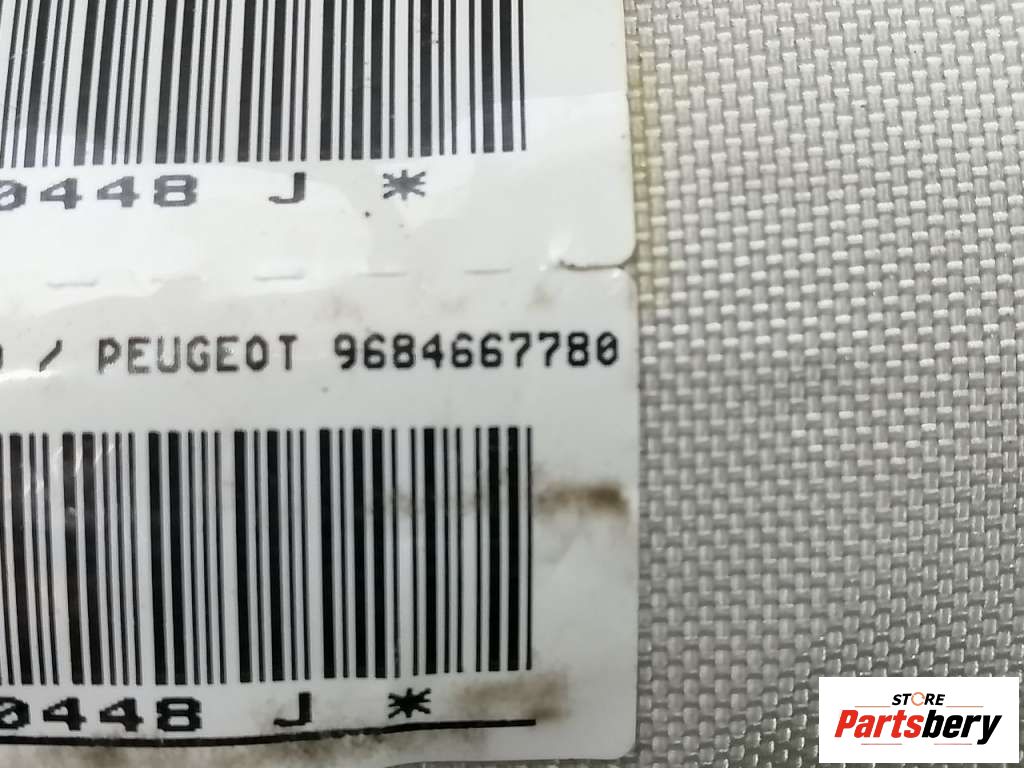 0448 J *
/ PEUGEOT 9684667780
0448 J *
STORE
Partsbery